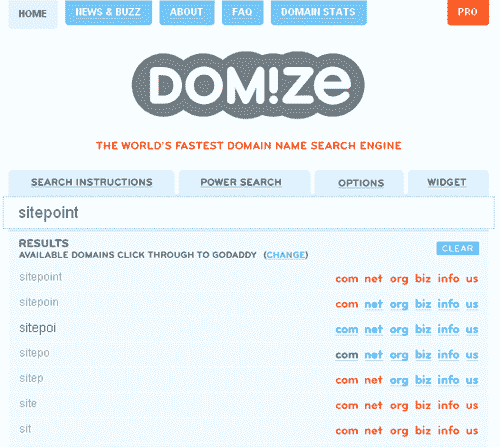 HOME NEWS & BUZZ ABOUT FAQ DOMAIN STATS PRO
DOM!ZE
THE WORLD'S FASTEST DOMAIN NAME SEARCH ENGINE
SEARCH INSTRUCTIONS POWER SEARCH OPTIONS WIDGET
sitepoint
RESULTS
AVAILABLE DOMAINS CLICK THROUGH TO GODADDY (CHANGE) CLEAR
sitepoint com net org biz info us
sitepoin com net org biz info us
sitepoi com net org biz info us
sitepo com net org biz info us
sitep com net org biz info us
site com net org biz info us
sit com net org biz info us